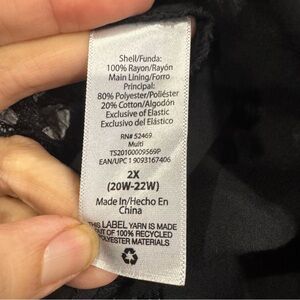 Shell/Funda:
100% Rayon/Rayón
Main Lining/Forro
Principal:
80% Polyester/Poliéster
20% Cotton/Algodón
Exclusive of Elastic
Exclusivo del Elástico
RN# 52469
Multi
TS20100009569P
EAN/UPC 1 9093167406
2X
(20W-22W)
Made In/Hecho En
China
THIS LABEL YARN IS MADE
OUT OF 100% RECYCLED
POLYESTER MATERIALS